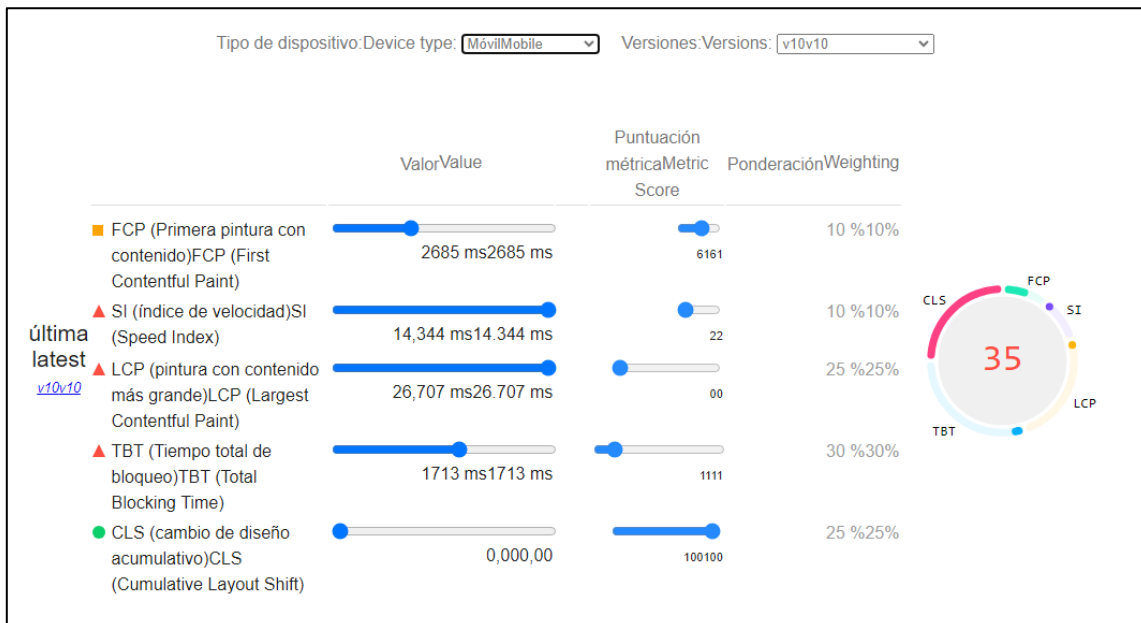 Tipo de dispositivo:Device type: MóvilMobile Versiones:Versions: v10v10
Puntuación
ValorValue métricaMetric PonderaciónWeighting
Score
FCP (Primera pintura con
contenido)FCP (First 2685 ms2685 ms 6161 10 %10%
Contentful Paint)
SI (índice de velocidad)SI 10 %10%
(Speed Index) 14,344 ms14.344 ms 22
última
latest
v10v10
LCP (pintura con contenido 25 %25%
más grande)LCP (Largest 26,707 ms26.707 ms 00
Contentful Paint)
TBT (Tiempo total de 30 %30%
bloqueo)TBT (Total 1713 ms1713 ms 1111
Blocking Time)
CLS (cambio de diseño 25 %25%
acumulativo)CLS 0,000,00 100100
(Cumulative Layout Shift)
FCP
CLS
SI
35
LCP
TBT